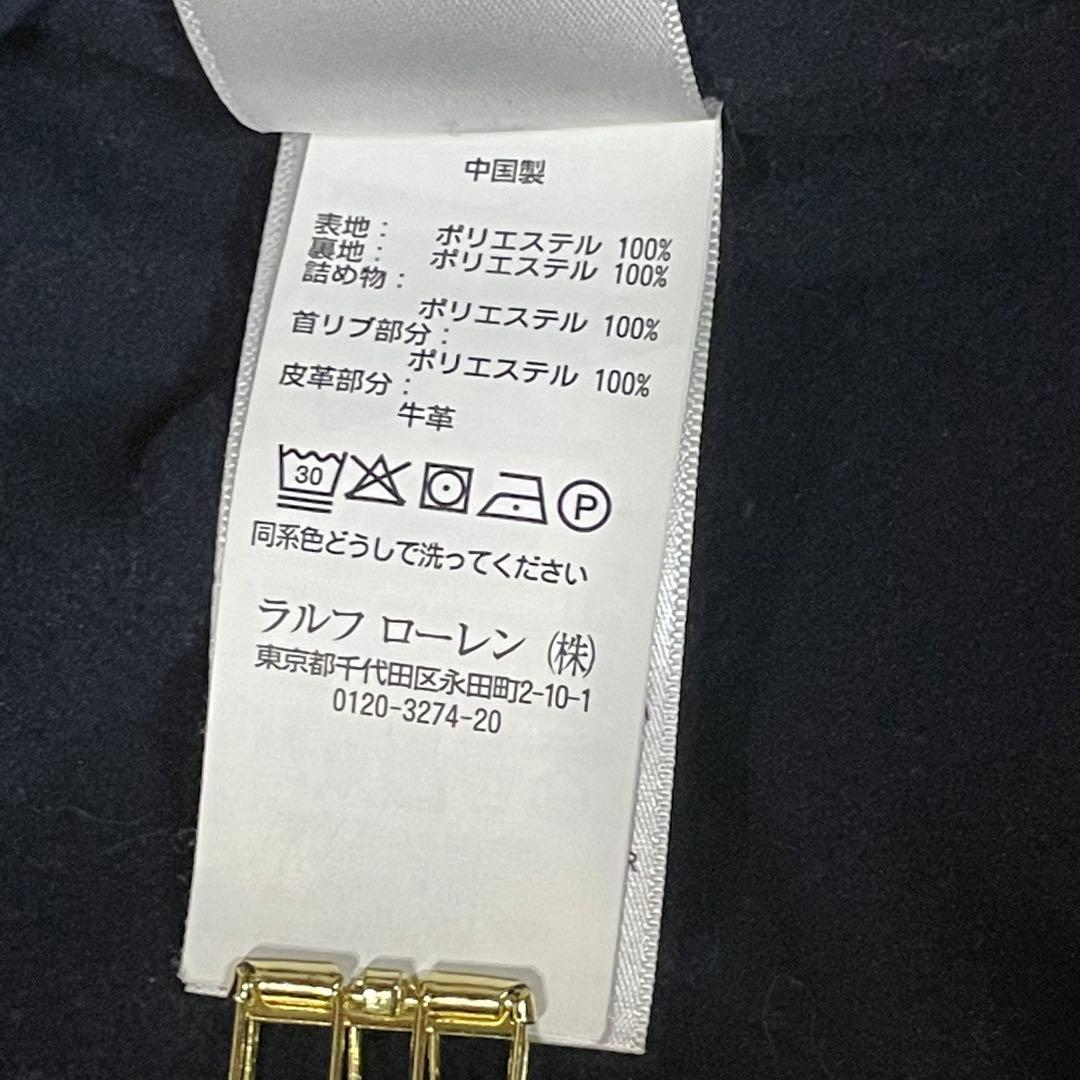 中国製
表地： ポリエステル 100%
裏地： ポリエステル 100%
詰め物：
ポリエステル 100%
首リブ部分：
ポリエステル 100%
皮革部分：
牛革
30 P
同系色どうしで洗ってください
ラルフ ローレン（株）
東京都千代田区永田町2-10-1
0120-3274-20
R